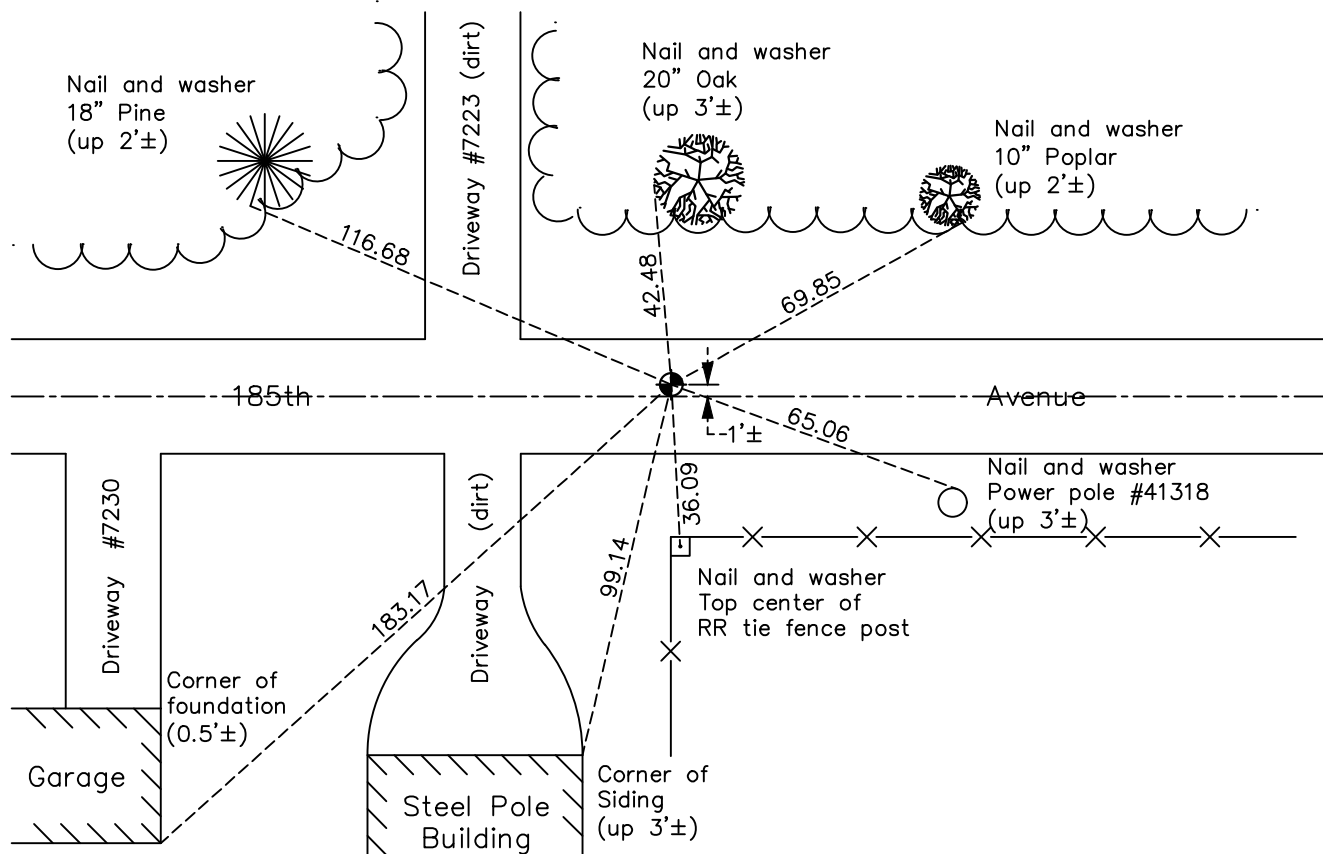 Nail and washer
18" Pine
(up 2'±)
Driveway #7223 (dirt)
Nail and washer
20" Oak
(up 3'±)
Nail and washer
10" Poplar
(up 2'±)
116.68
42.48
69.85
185th
Avenue
1'±
65.06
36.09
Nail and washer
Power pole #41318
(up 3'±)
Driveway #7230
Driveway (dirt)
183.17
99.14
Nail and washer
Top center of
RR tie fence post
Corner of
foundation
(0.5'±)
Garage
Steel Pole
Building
Corner of
Siding
(up 3'±)